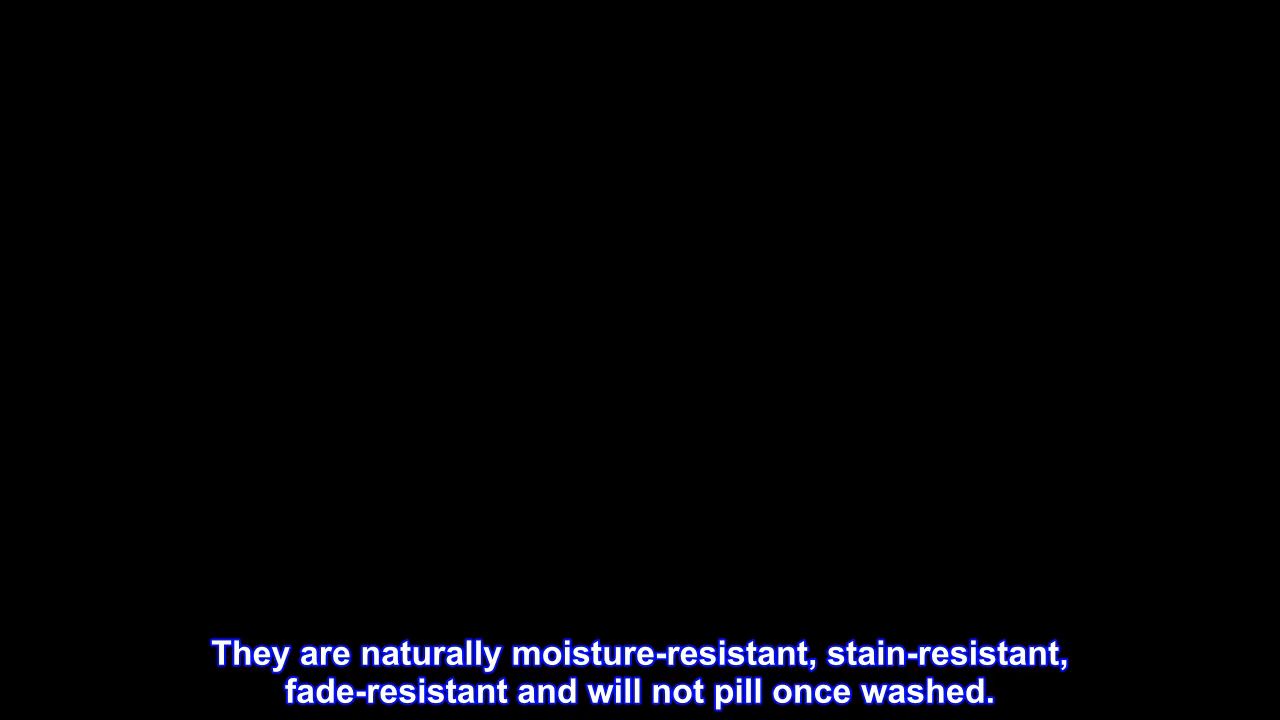 They are naturally moisture-resistant, stain-resistant,
fade-resistant and will not pill once washed.